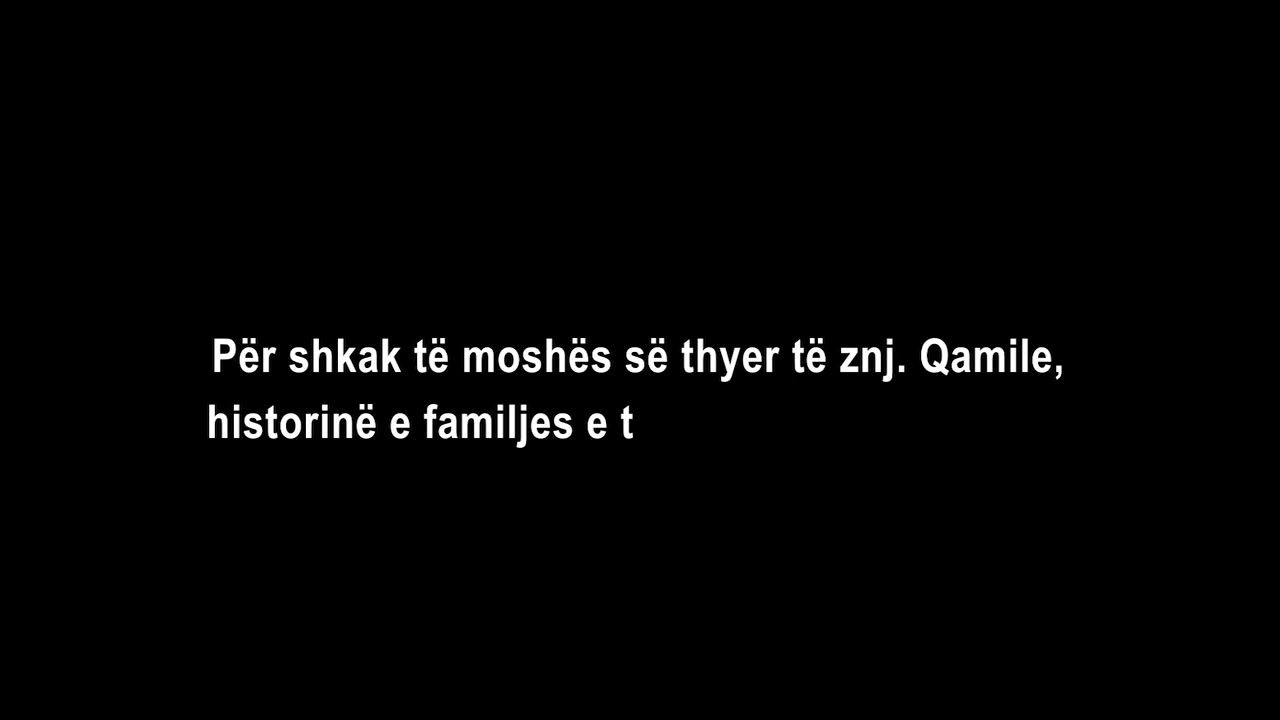 Për shkak të moshës së thyer të znj. Qamile,
historinë e familjes e t